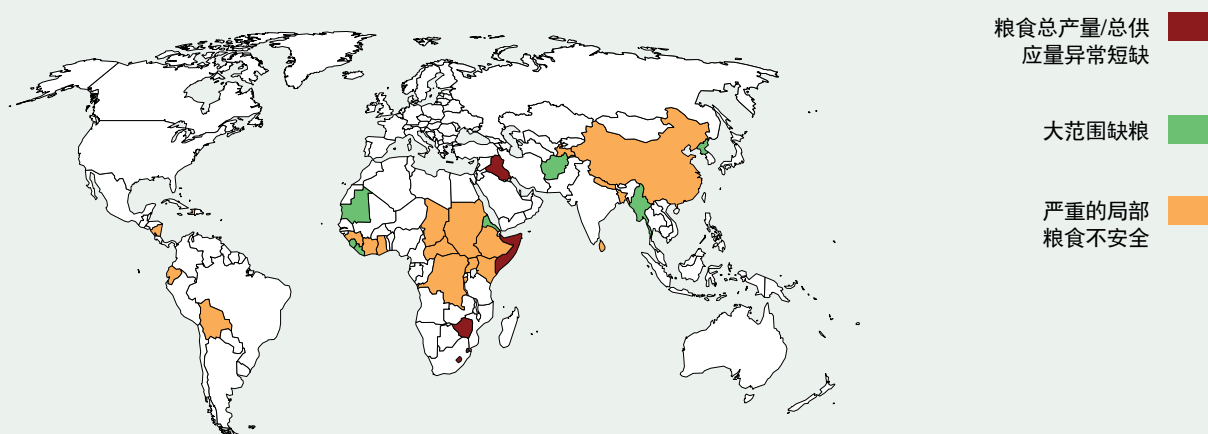 粮食总产量/总供
应量异常短缺
大范围缺粮
严重的局部
粮食不安全